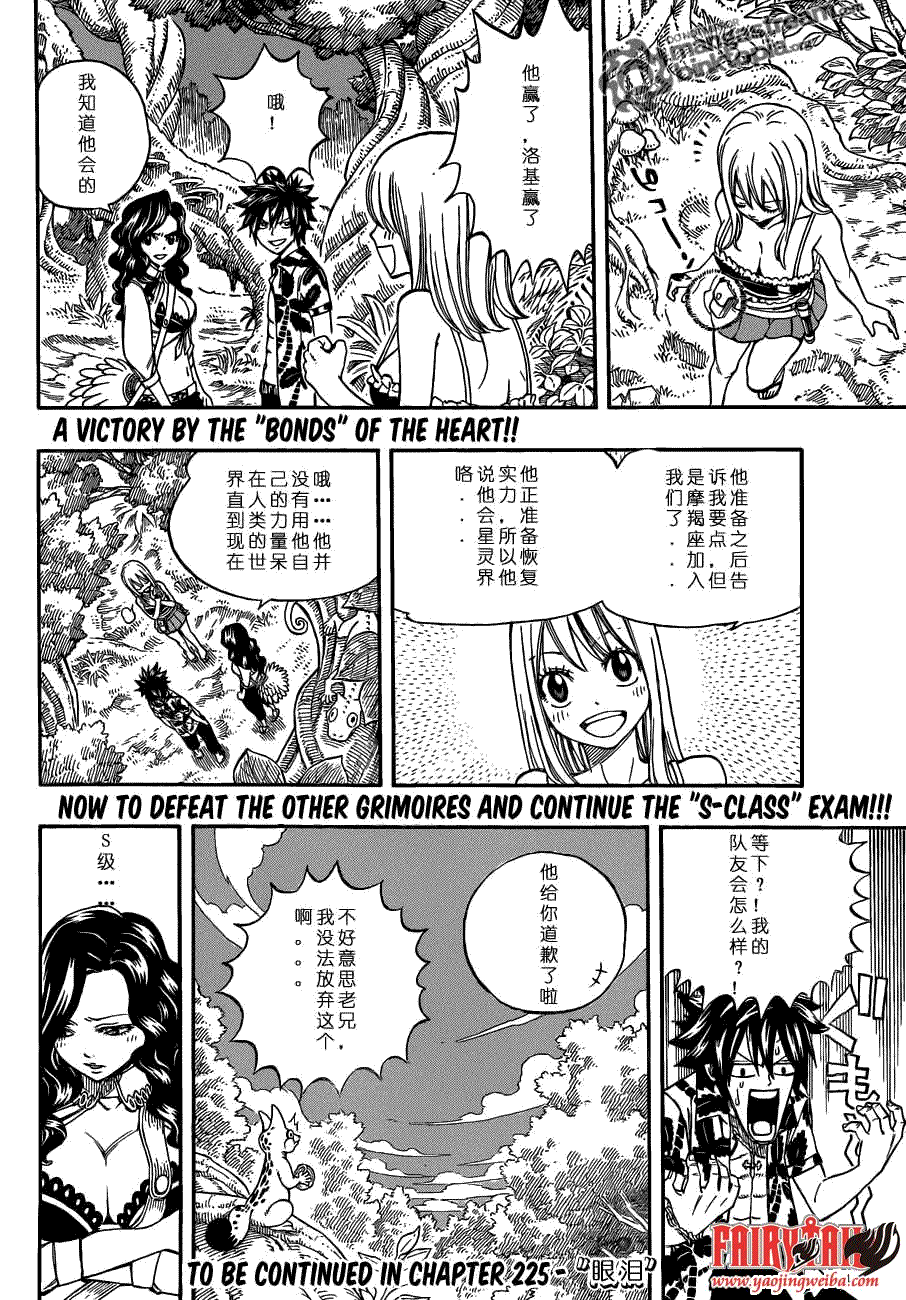 他赢了,洛基赢了
哦!
我知道他会的
A VICTORY BY THE "BONDS" OF THE HEART!!
他准备之后告
诉我要点,但
是摩羯座加入
我们了..
他正准备恢复
实力,所以他
说他会星灵界
咯..
哦……他并
没有用他自
己的力量呆
在人类的世
界直到现在
NOW TO DEFEAT THE OTHER GRIMOIRES AND CONTINUE THE "S-CLASS" EXAM!!!
等下?!我的
队友会怎么样?!
他给你道歉了啦
不好意思老兄,
我没法放弃这个
啊。。。
S级……
TO BE CONTINUED IN CHAPTER 225 - "眼泪"
FAIRY TAIL
www.yaojingweiba.com